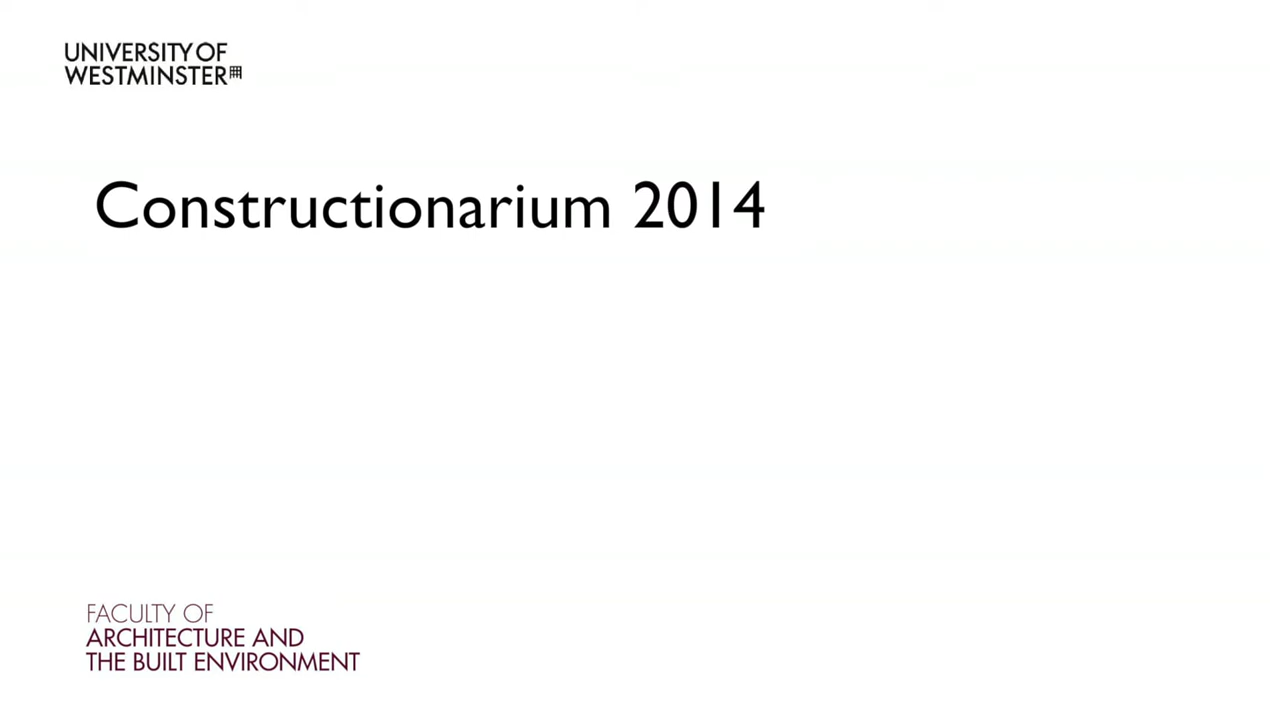 UNIVERSITY OF
WESTMINSTER
Constructionarium 2014
FACULTY OF
ARCHITECTURE AND
THE BUILT ENVIRONMENT